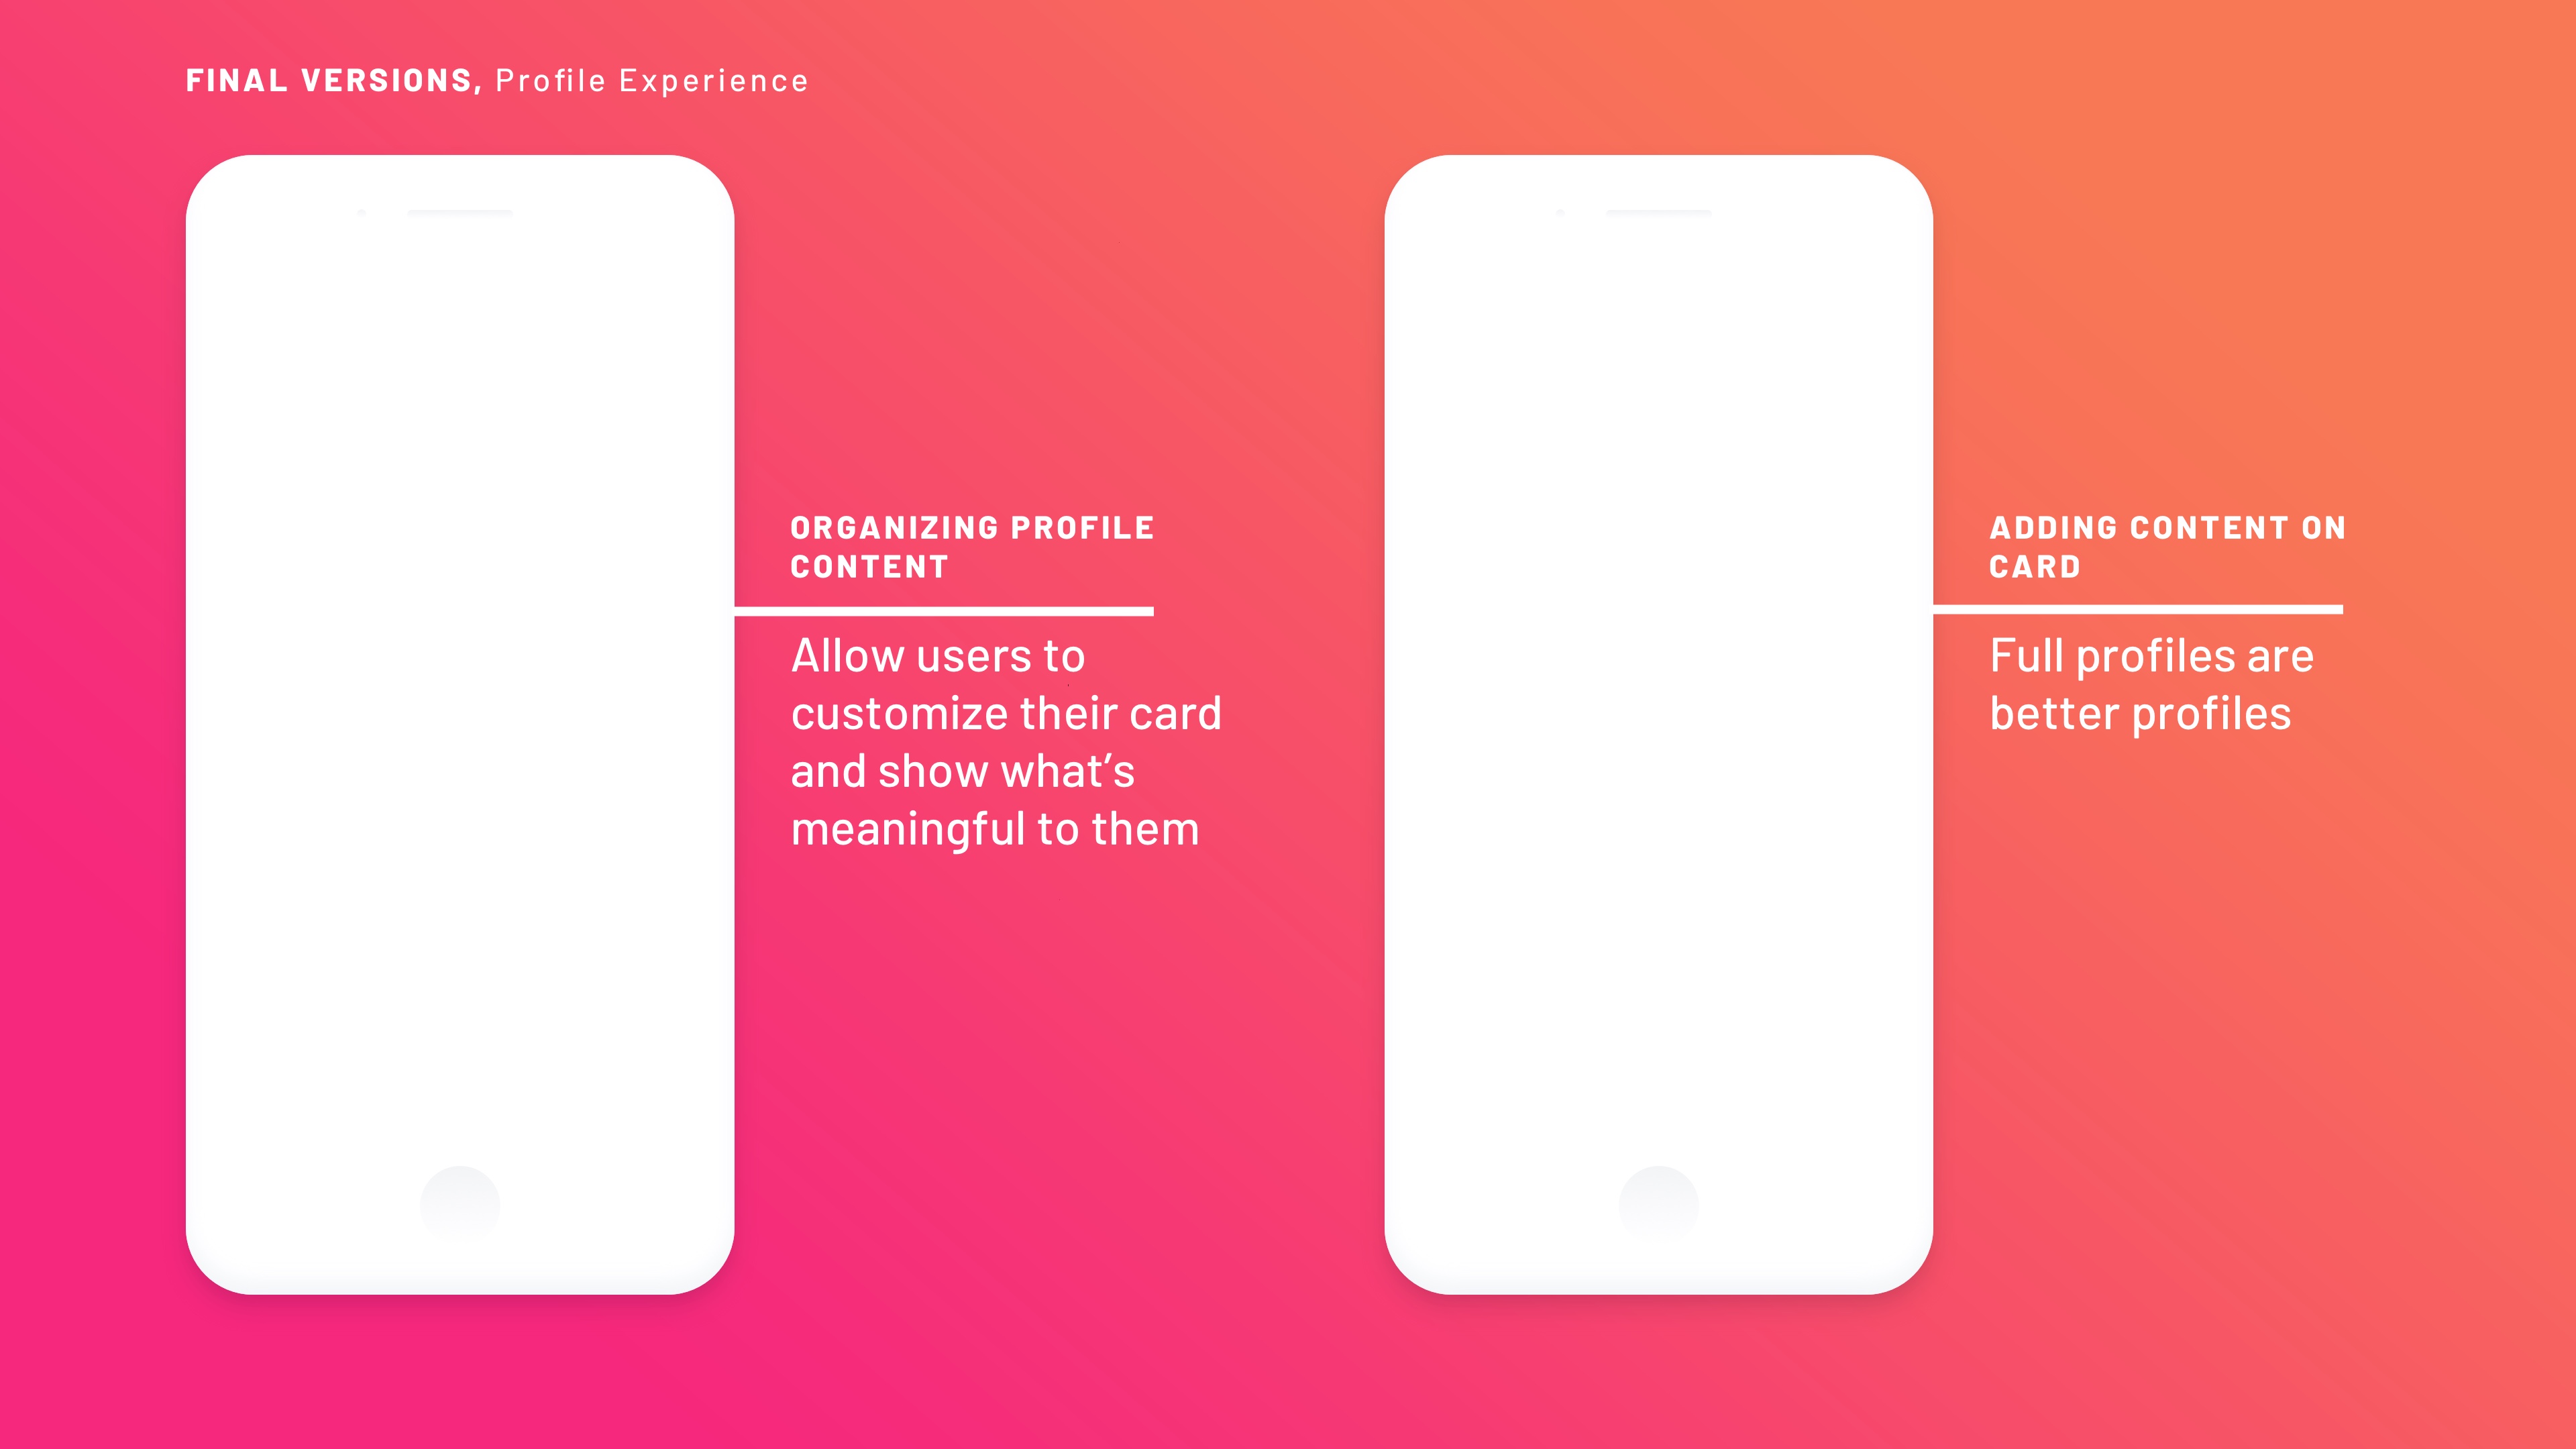 FINAL VERSIONS, Profile Experience
ORGANIZING PROFILE
CONTENT
Allow users to
customize their card
and show what’s
meaningful to them
ADDING CONTENT ON
CARD
Full profiles are
better profiles